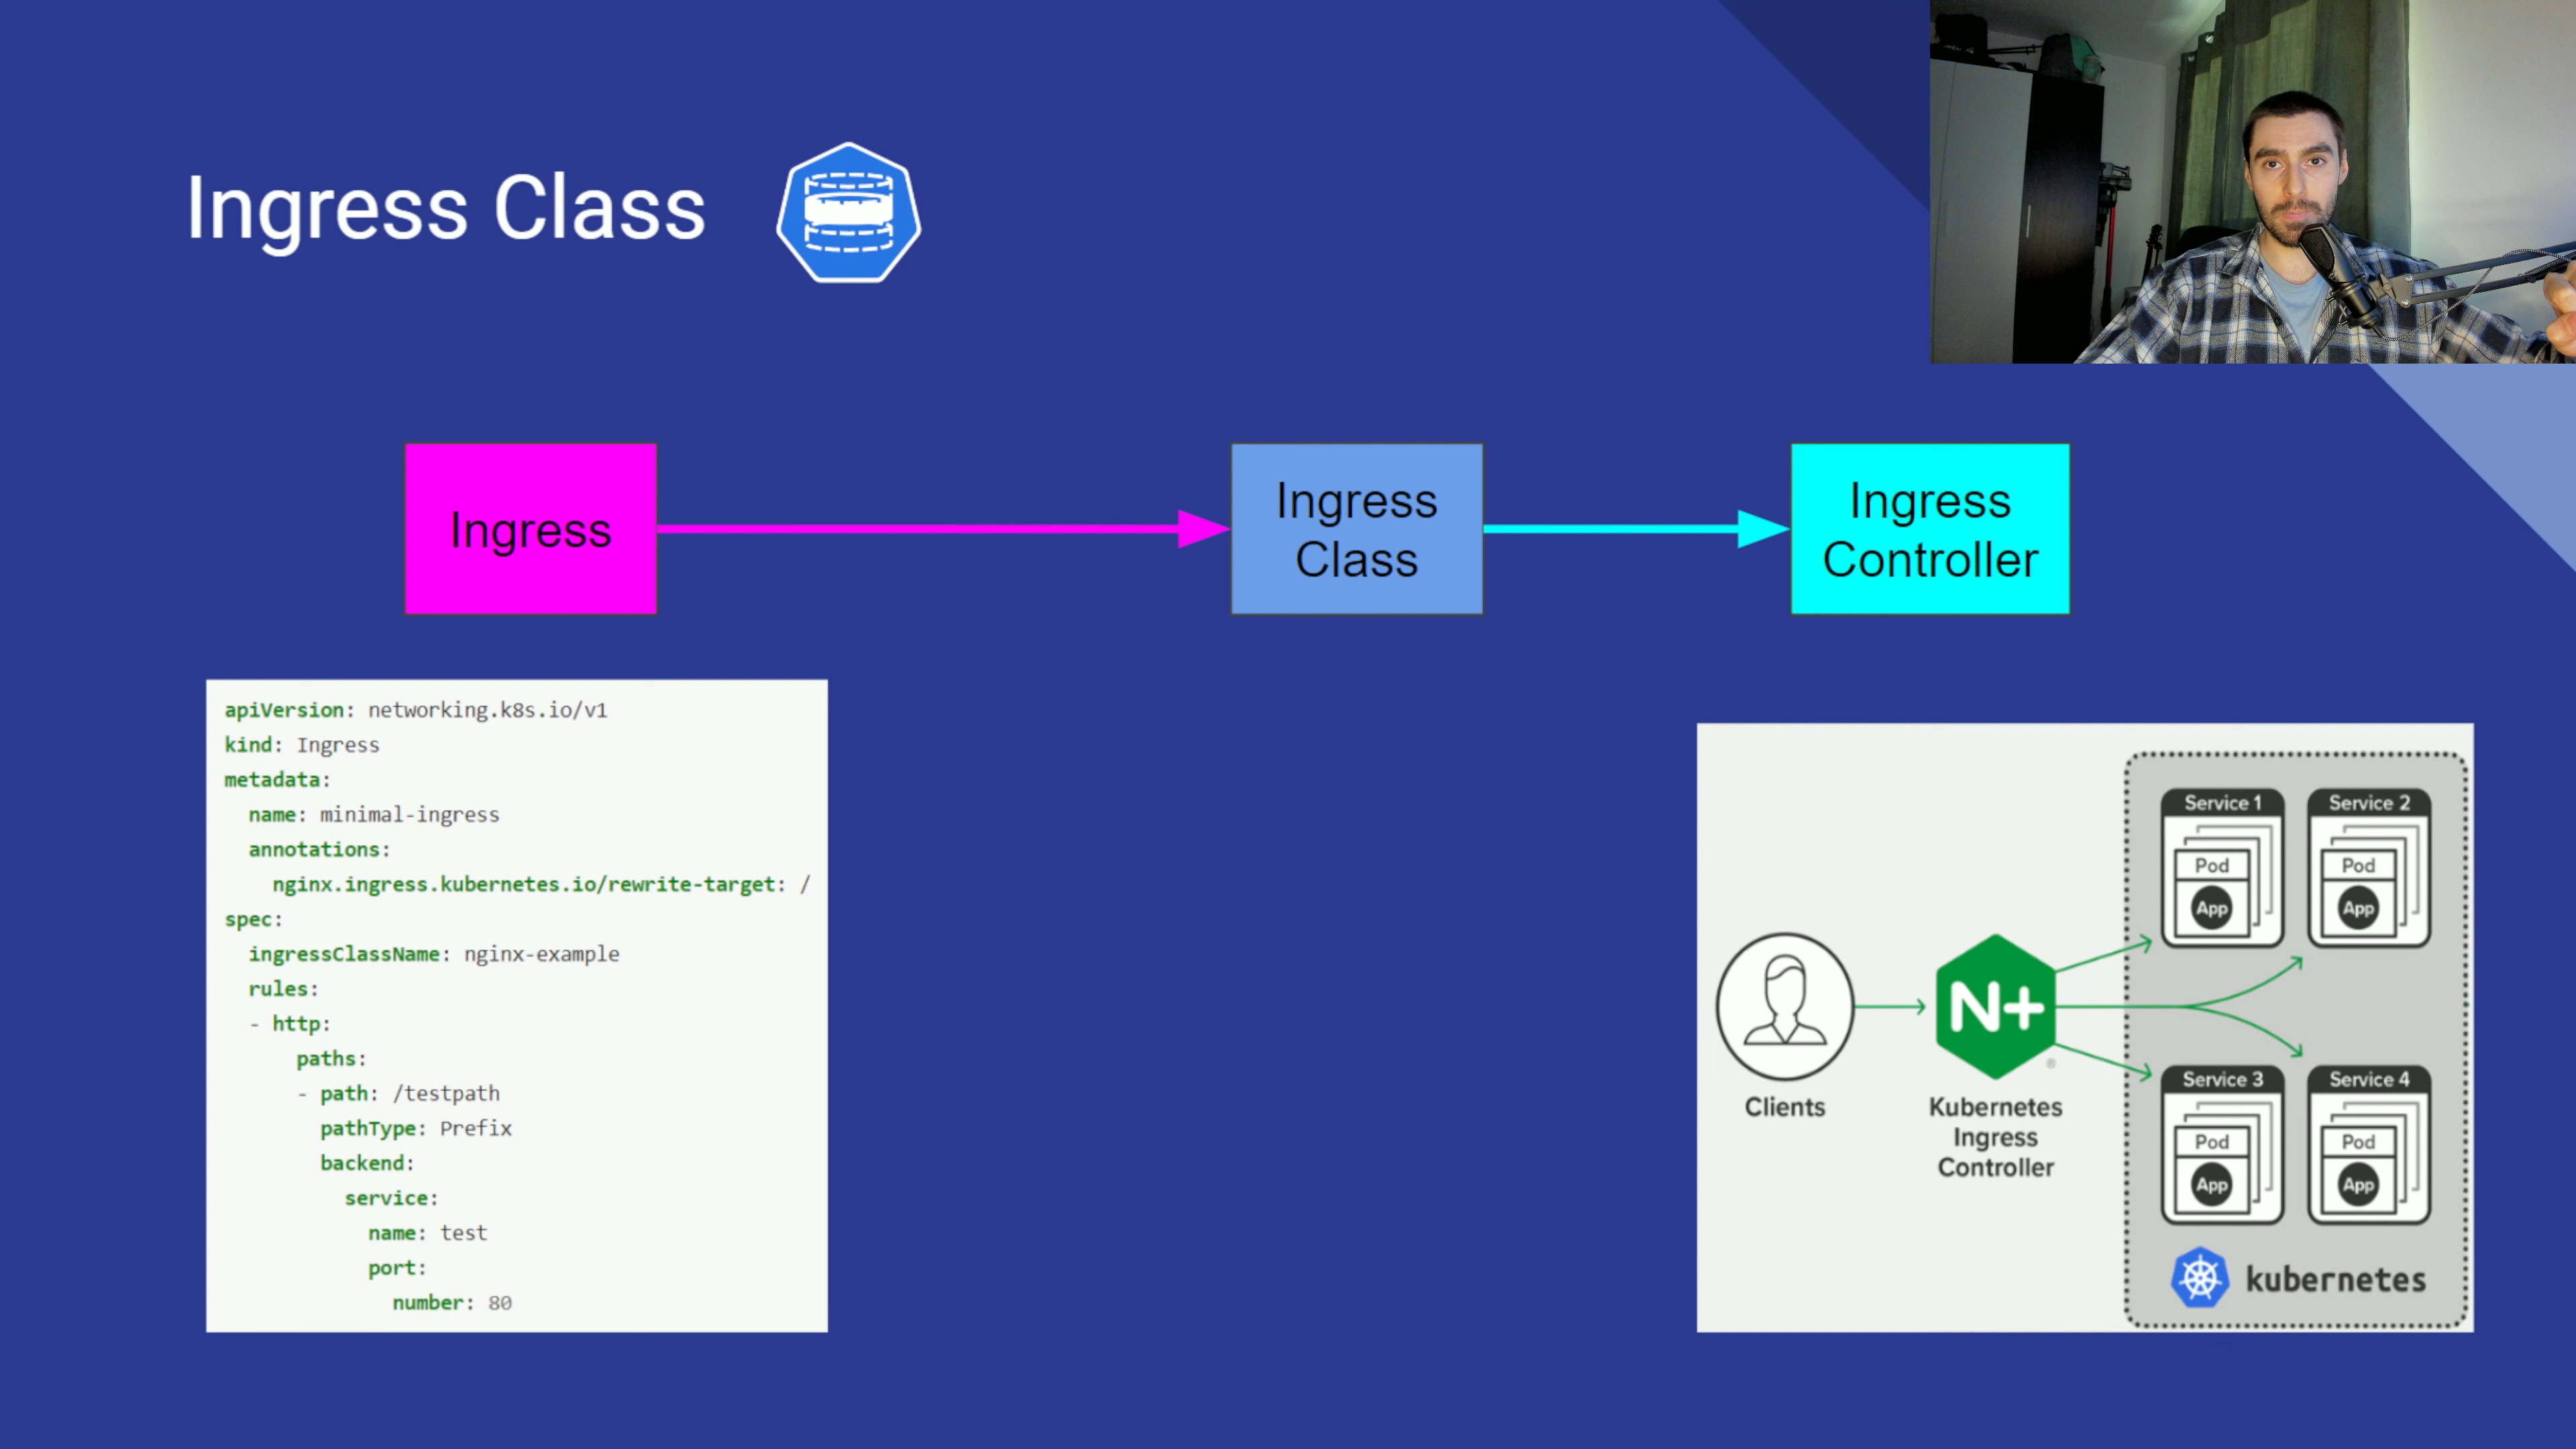 Ingress Class
Ingress
Ingress
Class
Ingress
Controller
apiVersion: networking.k8s.io/v1
kind: Ingress
metadata:
  name: minimal-ingress
  annotations:
    nginx.ingress.kubernetes.io/rewrite-target: /
spec:
  ingressClassName: nginx-example
  rules:
  - http:
      paths:
      - path: /testpath
        pathType: Prefix
        backend:
          service:
            name: test
            port:
              number: 80
Clients
N+
®
Kubernetes
Ingress
Controller
Service 1
Pod
App
Service 2
Pod
App
Service 3
Pod
App
Service 4
Pod
App
kubernetes